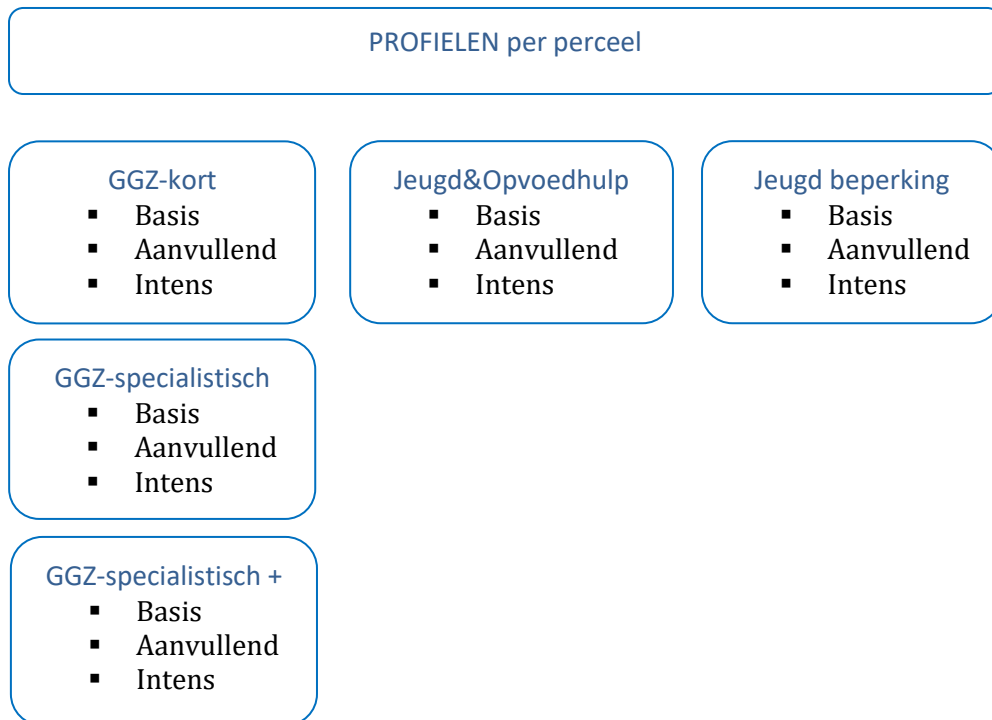 PROFIELEN per perceel
GGZ-kort
▪ Basis
▪ Aanvullend
▪ Intens
Jeugd&Opvoedhulp
▪ Basis
▪ Aanvullend
▪ Intens
Jeugd beperking
▪ Basis
▪ Aanvullend
▪ Intens
GGZ-specialistisch
▪ Basis
▪ Aanvullend
▪ Intens
GGZ-specialistisch +
▪ Basis
▪ Aanvullend
▪ Intens